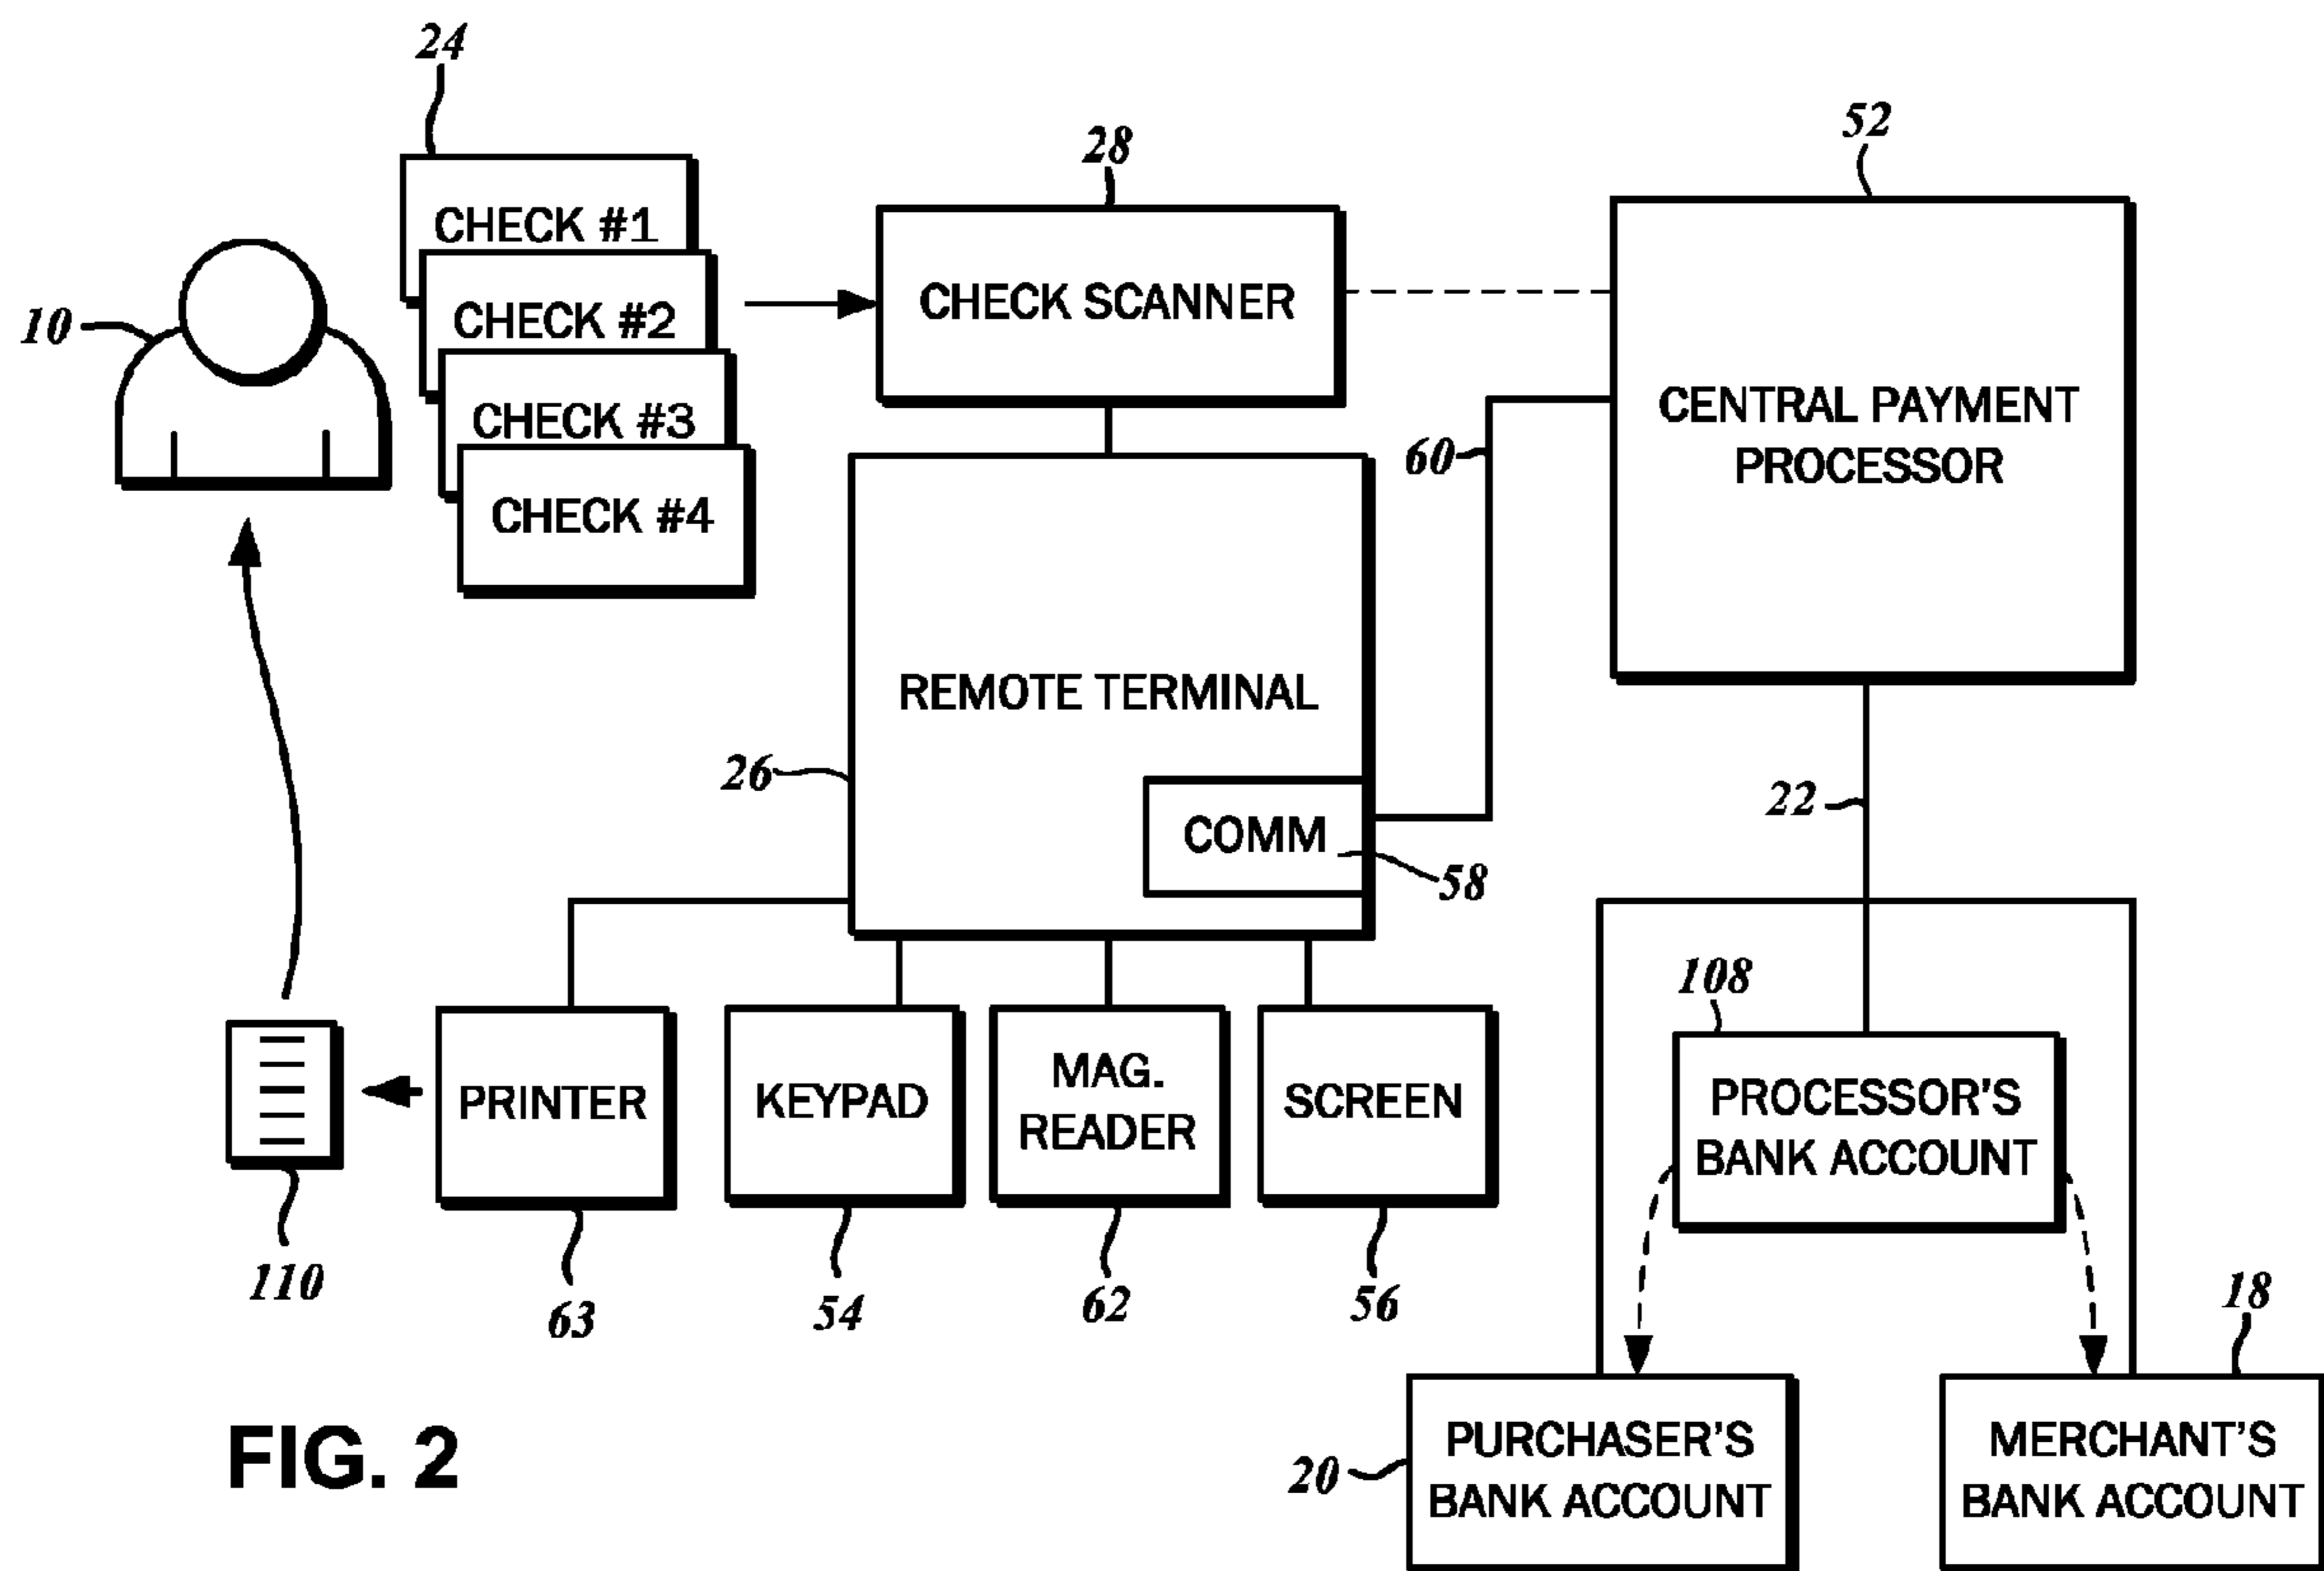 24
CHECK #1
CHECK #2
CHECK #3
CHECK #4
10
28
CHECK SCANNER
52
CENTRAL PAYMENT
PROCESSOR
60
REMOTE TERMINAL
26
COMM
58
22
108
PROCESSOR'S
BANK ACCOUNT
PRINTER
KEYPAD
MAG.
READER
SCREEN
110
63
54
62
56
18
20
PURCHASER'S
BANK ACCOUNT
MERCHANT'S
BANK ACCOUNT
FIG. 2